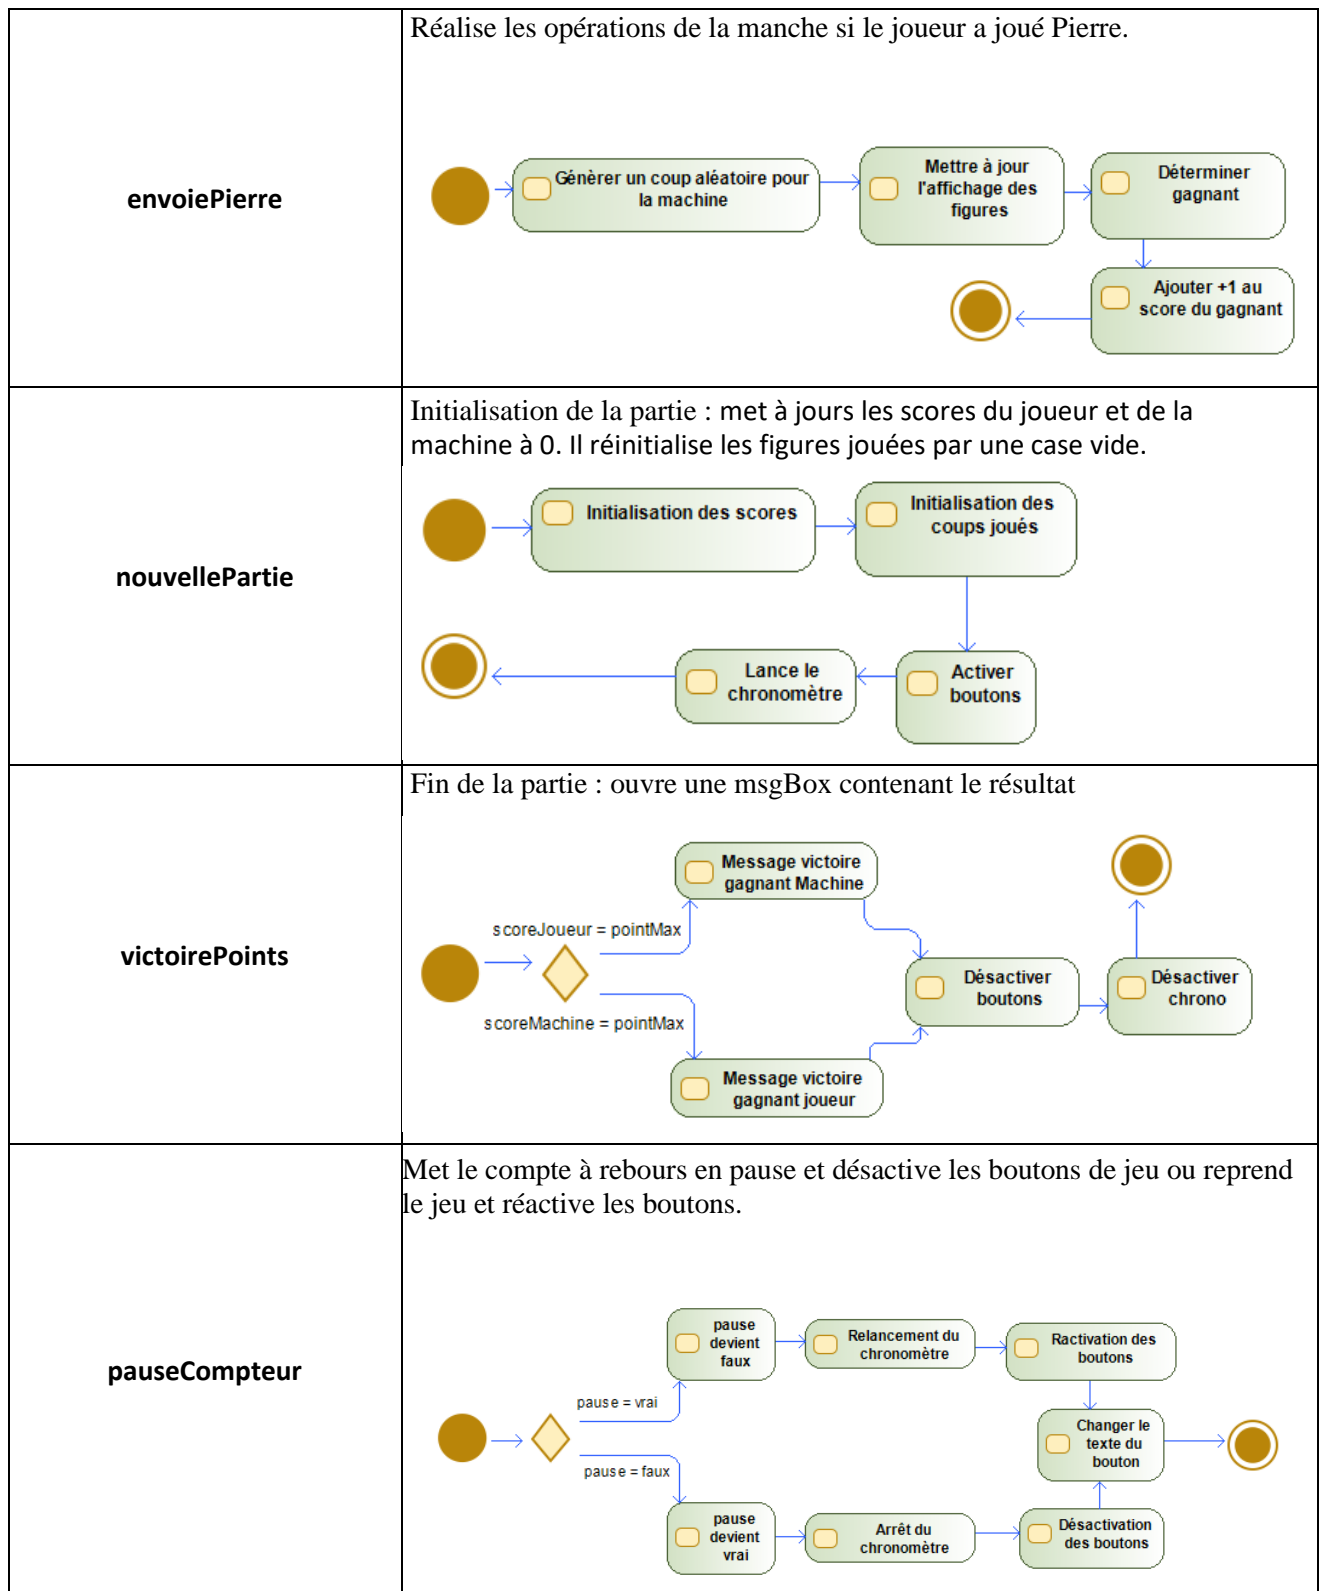 Réalise les opérations de la manche si le joueur a joué Pierre.
envoiePierre
Génèrer un coup aléatoire pour
la machine
Mettre à jour
l'affichage des
figures
Déterminer
gagnant
Ajouter +1 au
score du gagnant
Initialisation de la partie : met à jours les scores du joueur et de la
machine à 0. Il réinitialise les figures jouées par une case vide.
nouvellePartie
Initialisation des scores
Initialisation des
coups joués
Activer
boutons
Lance le
chronomètre
Fin de la partie : ouvre une msgBox contenant le résultat
victoirePoints
scoreJoueur = pointMax
scoreMachine = pointMax
Message victoire
gagnant Machine
Message victoire
gagnant joueur
Désactiver
boutons
Désactiver
chrono
Met le compte à rebours en pause et désactive les boutons de jeu ou reprend
le jeu et réactive les boutons.
pauseCompteur
pause = vrai
pause = faux
pause
devient
faux
Relancement du
chronomètre
Ractivation des
boutons
Changer le
texte du
bouton
pause
devient
vrai
Arrêt du
chronomètre
Désactivation
des boutons